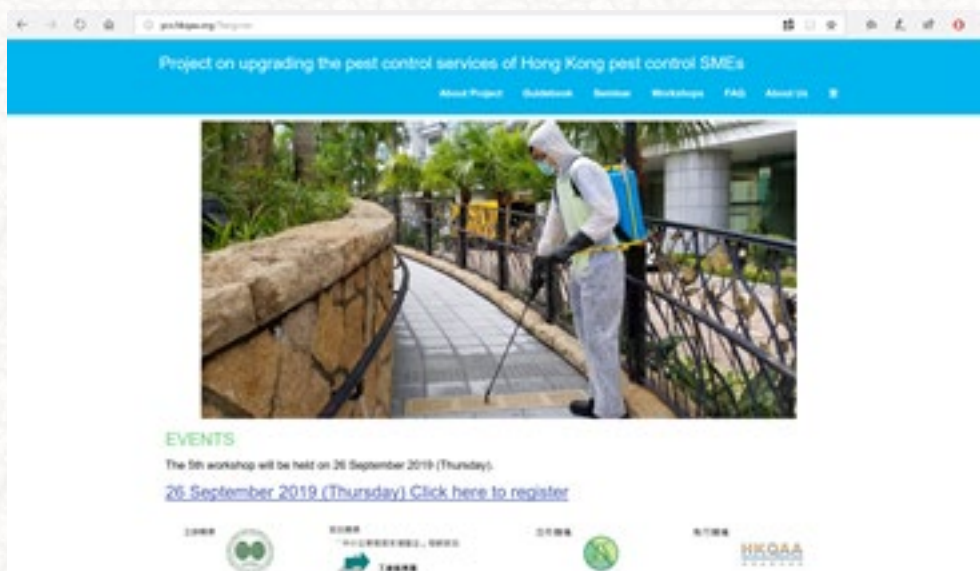 Project on upgrading the pest control services of Hong Kong pest control SMEs
About Project Guidebook Seminar Workshops FAQ About Us
EVENTS
The 5th workshop will be held on 26 September 2019 (Thursday).
26 September 2019 (Thursday) Click here to register
HKQAA